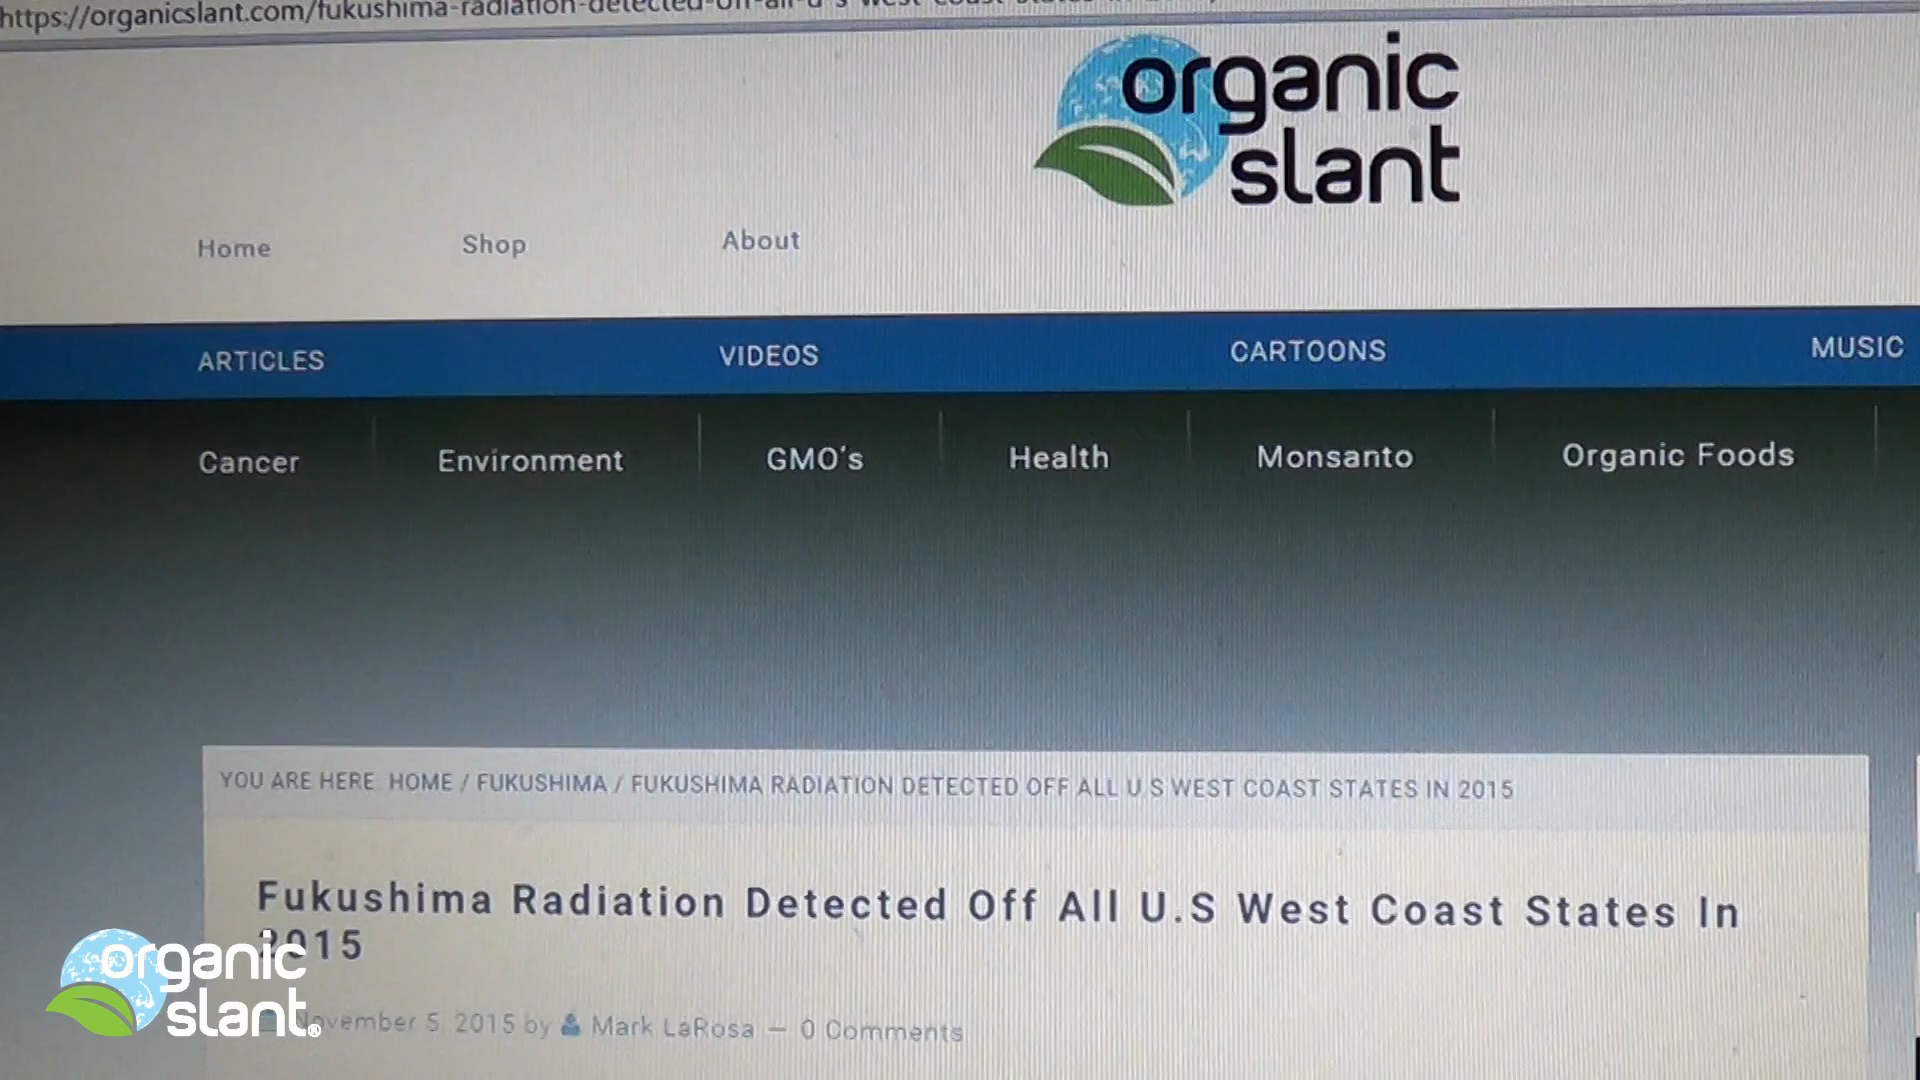 https://organicslant.com/fukushima-radiation-detected-off-all-u-s-west-coast-states-in
organic
slant
Home Shop About
ARTICLES VIDEOS CARTOONS MUSIC
Cancer Environment GMO's Health Monsanto Organic Foods
YOU ARE HERE HOME / FUKUSHIMA / FUKUSHIMA RADIATION DETECTED OFF ALL U.S WEST COAST STATES IN 2015
Fukushima Radiation Detected Off All U.S West Coast States In
2015
November 5, 2015 by Mark LaRosa — 0 Comments
organic
slant®